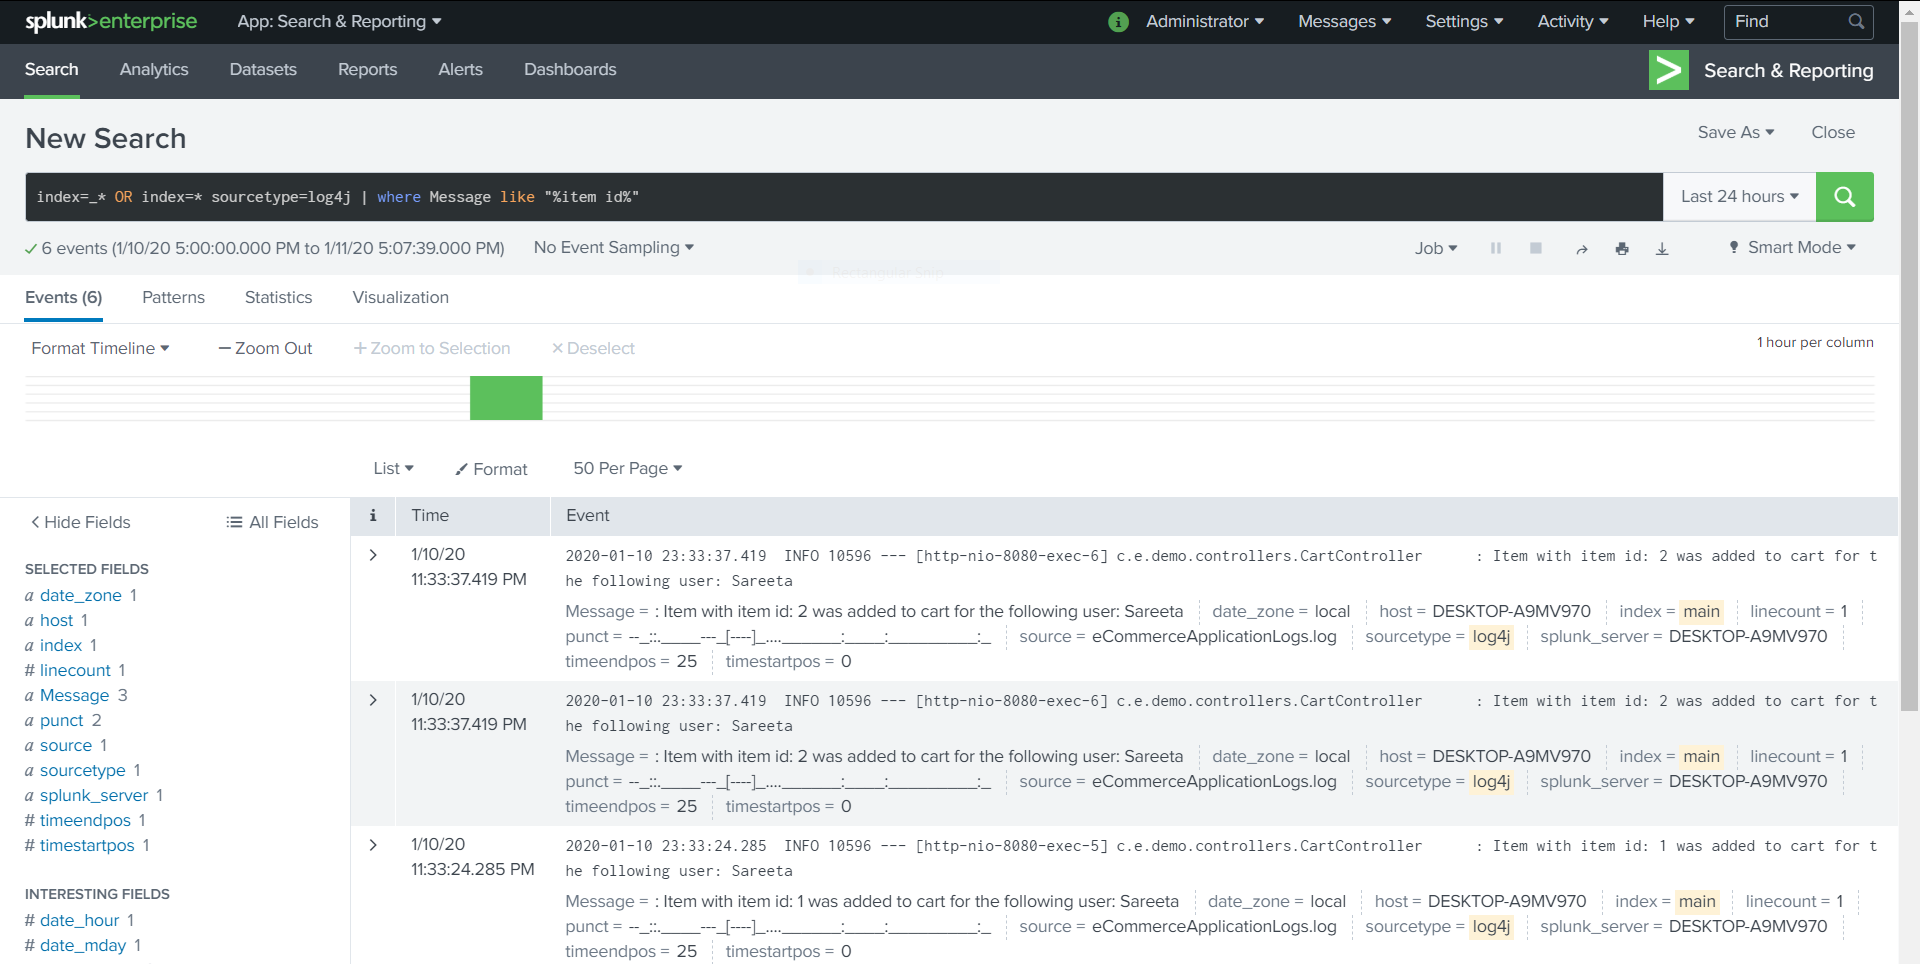 splunk>enterprise App: Search & Reporting i Administrator Messages Settings Activity Help Find
Search Analytics Datasets Reports Alerts Dashboards Search & Reporting
New Search Save As Close
index=_* OR index=* sourcetype=log4j | where Message like "%item id%" Last 24 hours
6 events (1/10/20 5:00:00.000 PM to 1/11/20 5:07:39.000 PM) No Event Sampling Job Smart Mode
Rectangular Snip
Events (6) Patterns Statistics Visualization
Format Timeline — Zoom Out + Zoom to Selection × Deselect 1 hour per column
List Format 50 Per Page
< Hide Fields All Fields
i Time Event
SELECTED FIELDS
a date_zone 1
a host 1
a index 1
# linecount 1
a Message 3
a punct 2
a source 1
a sourcetype 1
a splunk_server 1
# timeendpos 1
# timestartpos 1
INTERESTING FIELDS
# date_hour 1
# date_mday 1
> 1/10/20 11:33:37.419 PM
2020-01-10 23:33:37.419 INFO 10596 --- [http-nio-8080-exec-6] c.e.demo.controllers.CartController : Item with item id: 2 was added to cart for t
he following user: Sareeta
Message = : Item with item id: 2 was added to cart for the following user: Sareeta date_zone = local host = DESKTOP-A9MV970 index = main linecount = 1
punct = --_::.____---_[----]_....______:____:_________:_ source = eCommerceApplicationLogs.log sourcetype = log4j splunk_server = DESKTOP-A9MV970
timeendpos = 25 timestartpos = 0
> 1/10/20 11:33:37.419 PM
2020-01-10 23:33:37.419 INFO 10596 --- [http-nio-8080-exec-6] c.e.demo.controllers.CartController : Item with item id: 2 was added to cart for t
he following user: Sareeta
Message = : Item with item id: 2 was added to cart for the following user: Sareeta date_zone = local host = DESKTOP-A9MV970 index = main linecount = 1
punct = --_::.____---_[----]_....______:____:_________:_ source = eCommerceApplicationLogs.log sourcetype = log4j splunk_server = DESKTOP-A9MV970
timeendpos = 25 timestartpos = 0
> 1/10/20 11:33:24.285 PM
2020-01-10 23:33:24.285 INFO 10596 --- [http-nio-8080-exec-5] c.e.demo.controllers.CartController : Item with item id: 1 was added to cart for t
he following user: Sareeta
Message = : Item with item id: 1 was added to cart for the following user: Sareeta date_zone = local host = DESKTOP-A9MV970 index = main linecount = 1
punct = --_::.____---_[----]_....______:____:_________:_ source = eCommerceApplicationLogs.log sourcetype = log4j splunk_server = DESKTOP-A9MV970
timeendpos = 25 timestartpos = 0